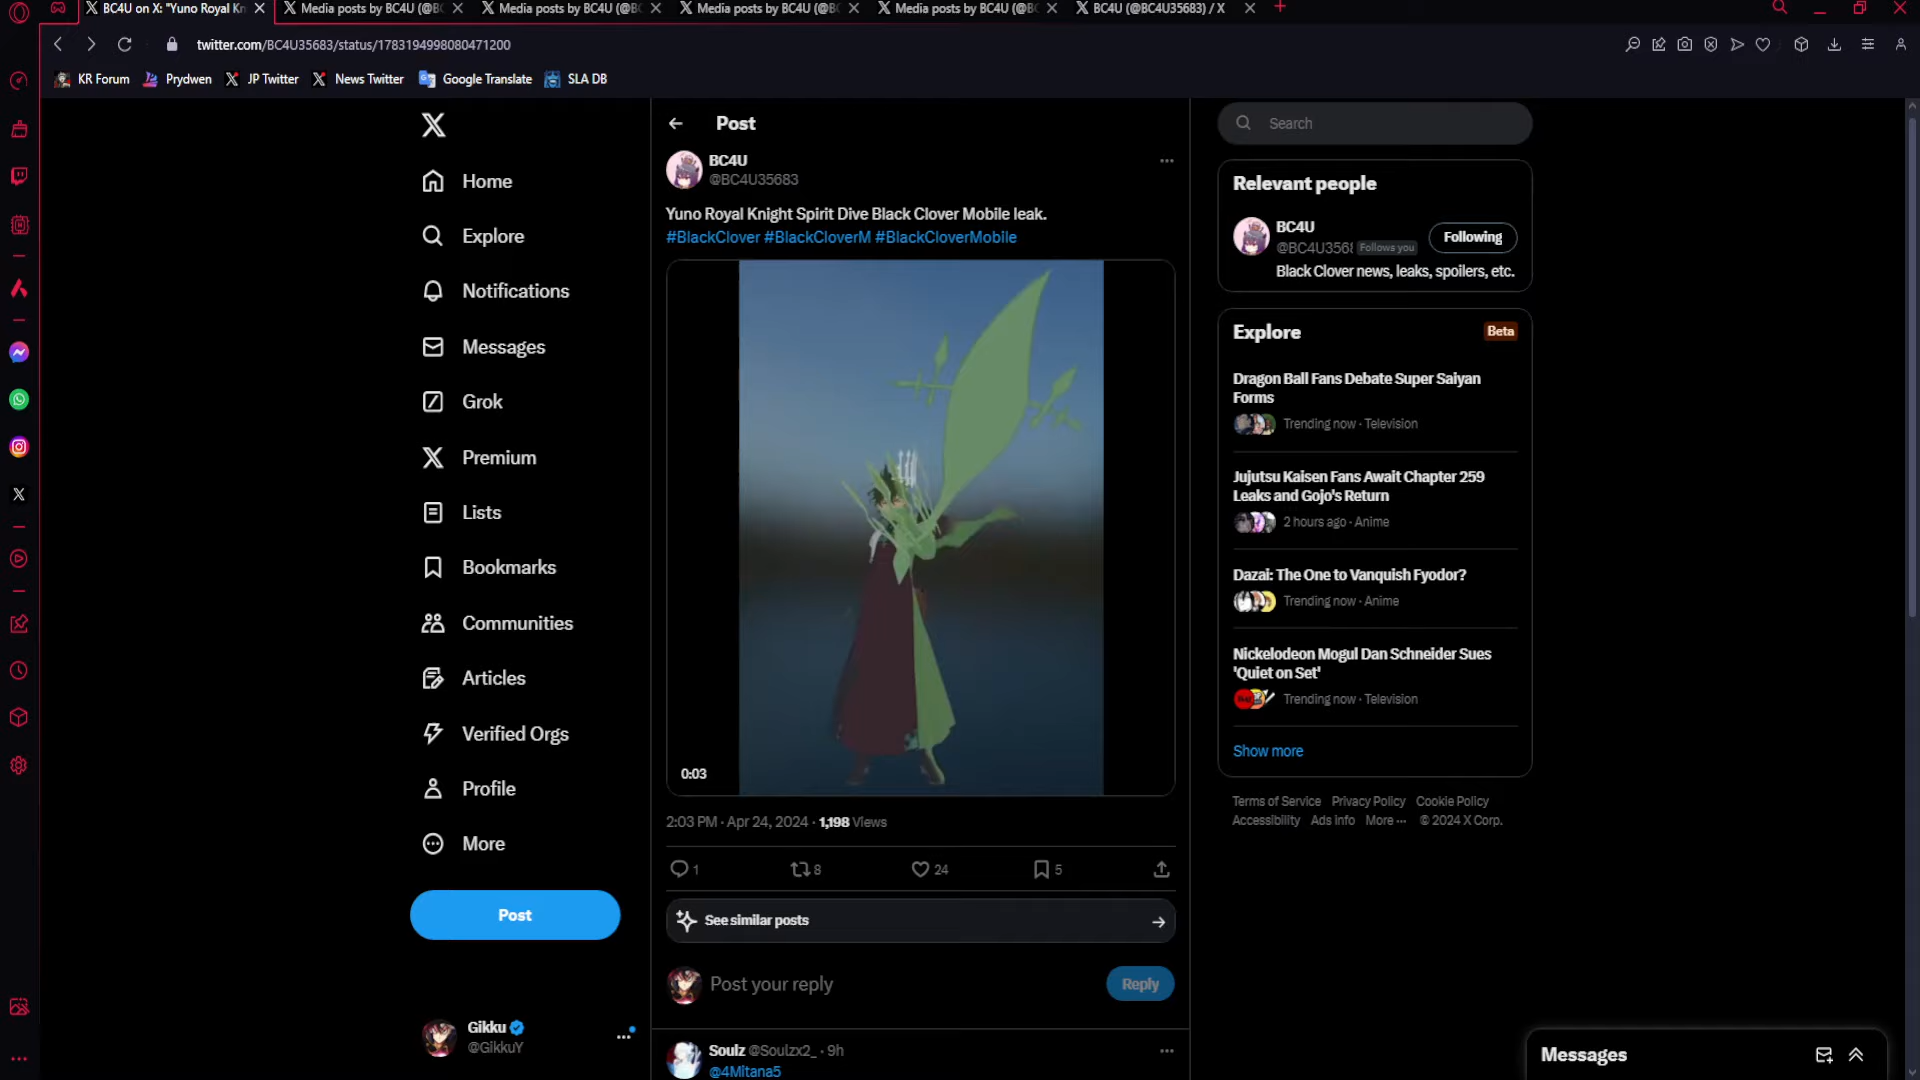 BC4U on X: "Yuno Royal Kn
Media posts by BC4U (@BC
Media posts by BC4U (@BC
Media posts by BC4U (@BC
Media posts by BC4U (@BC
BC4U (@BC4U35683) / X
twitter.com/BC4U35683/status/1783194998080471200
KR Forum
Prydwen
JP Twitter
News Twitter
Google Translate
SLA DB
Home
Explore
Notifications
Messages
Grok
Premium
Lists
Bookmarks
Communities
Articles
Verified Orgs
Profile
More
Post
Gikku
@GikkuY
Post
BC4U
@BC4U35683
Yuno Royal Knight Spirit Dive Black Clover Mobile leak.
#BlackClover #BlackCloverM #BlackCloverMobile
0:03
2:03 PM · Apr 24, 2024 · 1,198 Views
1
8
24
5
See similar posts
Post your reply
Reply
Soulz @Soulzx2_ · 9h
@4Mitana5
Search
Relevant people
BC4U
@BC4U3568 Follows you
Following
Black Clover news, leaks, spoilers, etc.
Explore
Beta
Dragon Ball Fans Debate Super Saiyan
Forms
Trending now · Television
Jujutsu Kaisen Fans Await Chapter 259
Leaks and Gojo's Return
2 hours ago · Anime
Dazai: The One to Vanquish Fyodor?
Trending now · Anime
Nickelodeon Mogul Dan Schneider Sues
'Quiet on Set'
Trending now · Television
Show more
Terms of Service Privacy Policy Cookie Policy
Accessibility Ads info More ··· © 2024 X Corp.
Messages